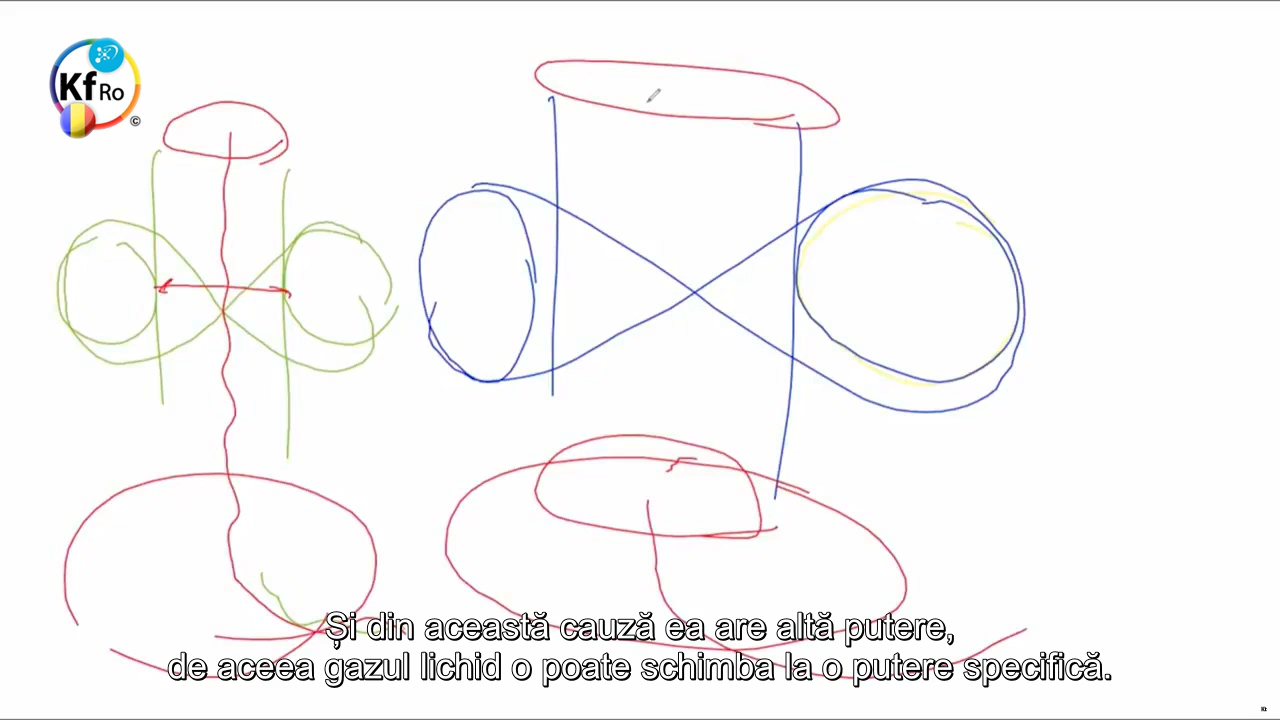 Kf Ro
©
Și din această cauză ea are altă putere,
de aceea gazul lichid o poate schimba la o putere specifică.